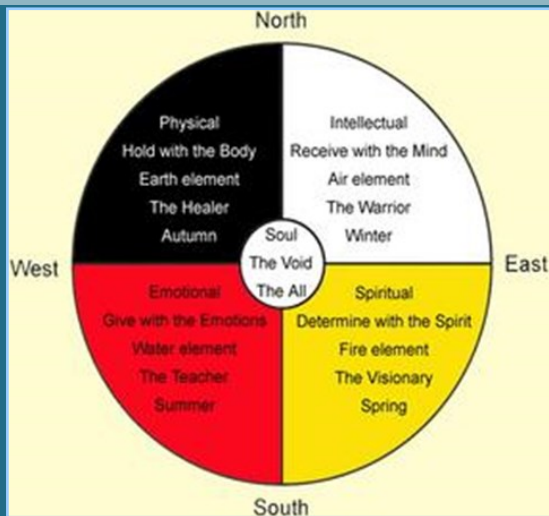 North
Physical
Hold with the Body
Earth element
The Healer
Autumn
Intellectual
Receive with the Mind
Air element
The Warrior
Winter
West
Soul
The Void
The All
East
Emotional
Give with the Emotions
Water element
The Teacher
Summer
Spiritual
Determine with the Spirit
Fire element
The Visionary
Spring
South